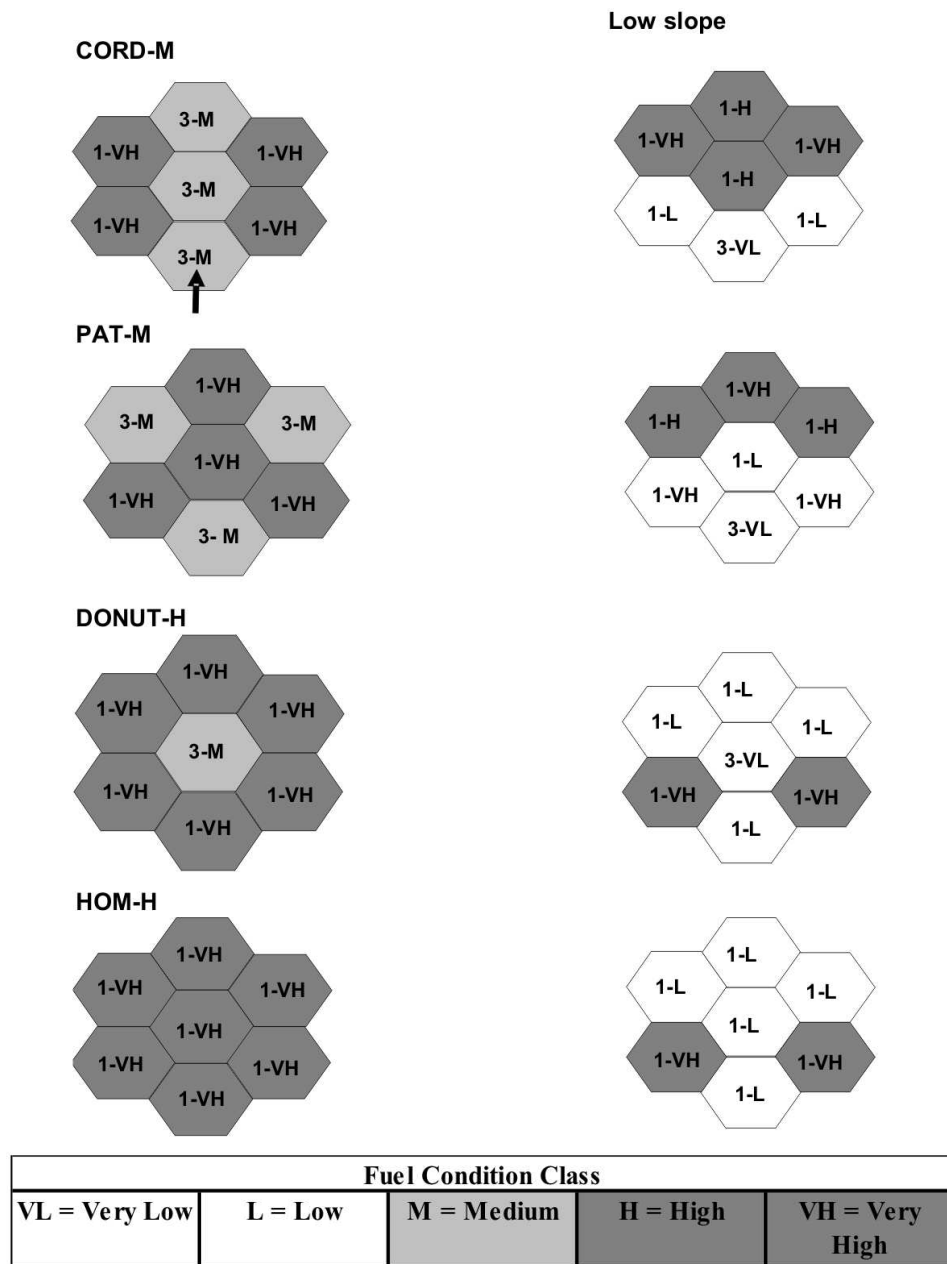 Low slope
CORD-M
3-M
1-VH 1-VH
3-M
1-VH 1-VH
3-M
1-H
1-VH 1-VH
1-H
1-L 1-L
3-VL
PAT-M
1-VH
3-M 3-M
1-VH
1-VH 1-VH
3- M
1-VH
1-H 1-H
1-L
1-VH 1-VH
3-VL
DONUT-H
1-VH
1-VH 1-VH
3-M
1-VH 1-VH
1-VH
1-L
1-L 1-L
3-VL
1-VH 1-VH
1-L
HOM-H
1-VH
1-VH 1-VH
1-VH
1-VH 1-VH
1-VH
1-L
1-L 1-L
1-L
1-VH 1-VH
1-L
Fuel Condition Class
VL = Very Low L = Low M = Medium H = High VH = Very
High